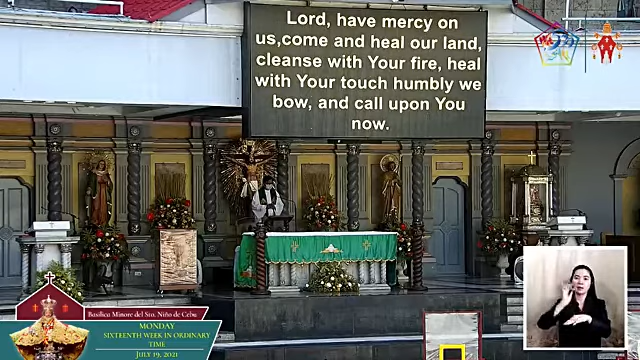 Lord, have mercy on
us,come and heal our land,
cleanse with Your fire, heal
with Your touch humbly we
bow, and call upon You
now.
Basilica Minore del Sto. Niño de Cebu
MONDAY
SIXTEENTH WEEK IN ORDINARY
TIME
JULY 19, 2021